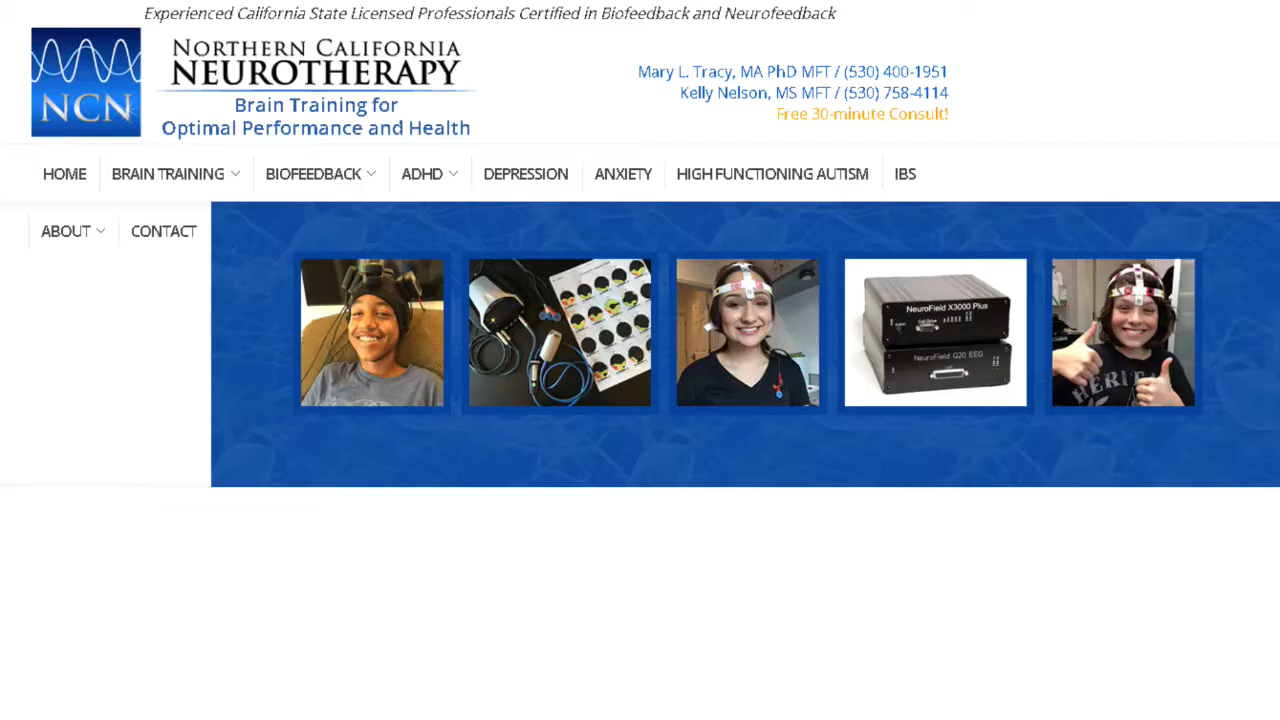 Experienced California State Licensed Professionals Certified in Biofeedback and Neurofeedback
NORTHERN CALIFORNIA
NEUROTHERAPY
NCN
Brain Training for
Optimal Performance and Health
Mary L. Tracy, MA PhD MFT / (530) 400-1951
Kelly Nelson, MS MFT / (530) 758-4114
Free 30-minute Consult!
HOME BRAIN TRAINING BIOFEEDBACK ADHD DEPRESSION ANXIETY HIGH FUNCTIONING AUTISM IBS
ABOUT CONTACT
NeuroField X3000 Plus
NeuroField Q20 EEG